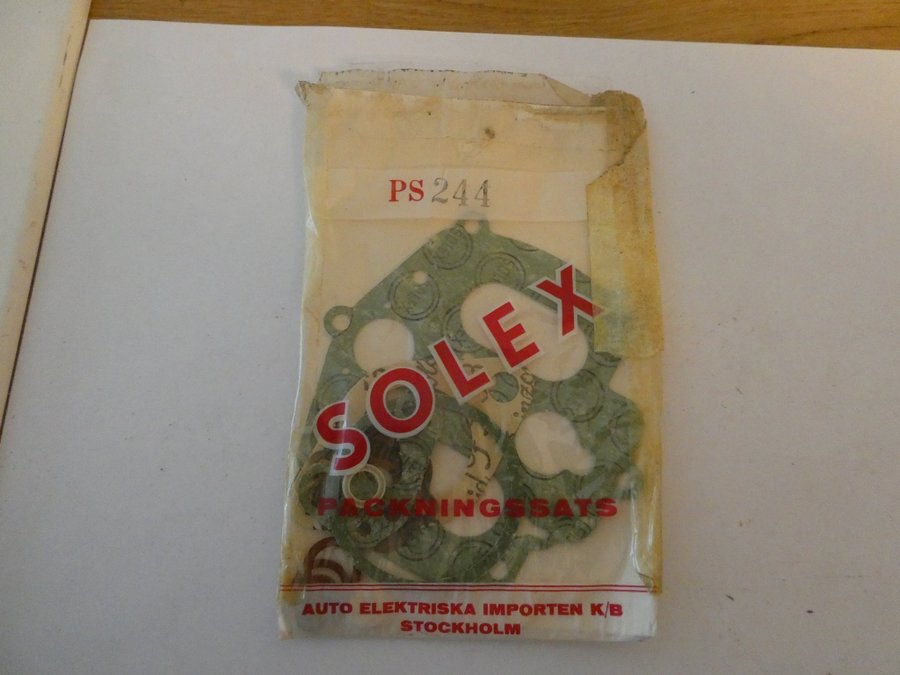 PS 244
SOLEX
PACKNINGSSATS
AUTO ELEKTRISKA IMPORTEN K/B
STOCKHOLM